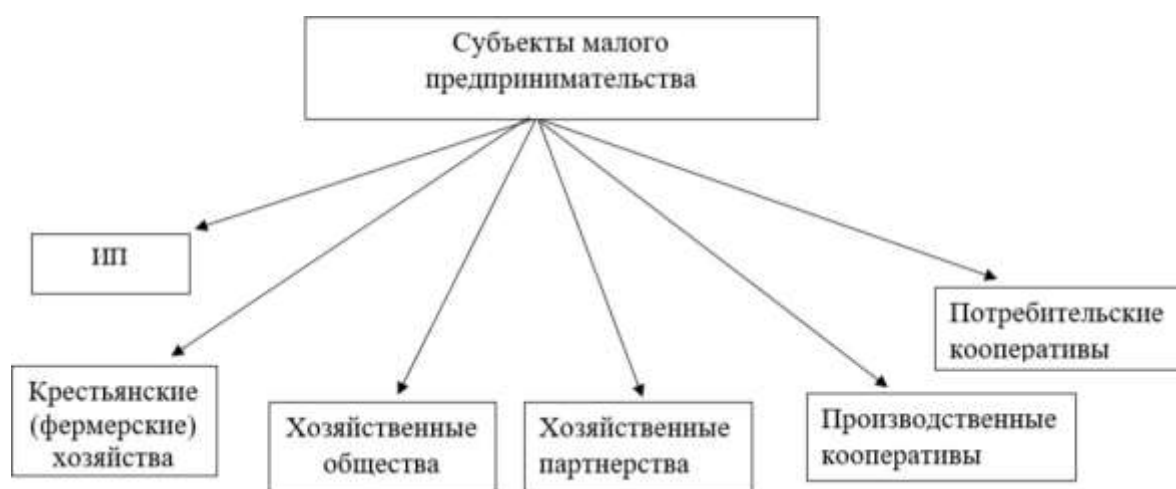 Субъекты малого
предпринимательства
ИП
Потребительские
кооперативы
Крестьянские
(фермерские)
хозяйства
Хозяйственные
общества
Хозяйственные
партнерства
Производственные
кооперативы